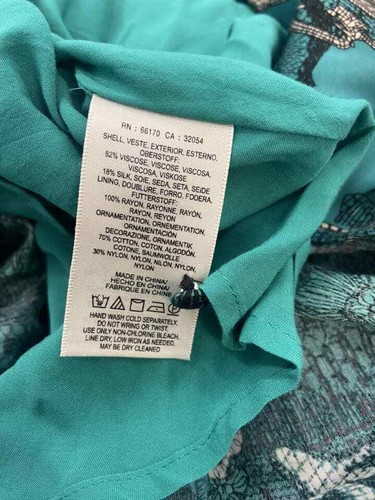 RN : 66170 CA : 32054
SHELL, VESTE, EXTERIOR, ESTERNO,
OBERSTOFF:
82% VISCOSE, VISCOSE, VISCOSA,
VISCOSA, VISKOSE
18% SILK, SOIE, SEDA, SETA, SEIDE
LINING, DOUBLURE, FORRO, FODERA,
FUTTERSTOFF:
100% RAYON, RAYONNE, RAYON,
RAYON, REYON
ORNAMENTATION, ORNEMENTATION,
ORNAMENTACIÓN
DECORAZIONE, ORNAMENTIK
70% COTTON, COTON, ALGODON,
COTONE, BAUMWOLLE
30% NYLON, NYLON, NILÓN, NYLON,
NYLON
MADE IN CHINA/
HECHO EN CHINA/
FABRIQUE EN CHINE/
HAND WASH COLD SEPARATELY.
DO NOT WRING OR TWIST.
USE ONLY NON-CHLORINE BLEACH.
LINE DRY, LOW IRON AS NEEDED.
MAY BE DRY CLEANED